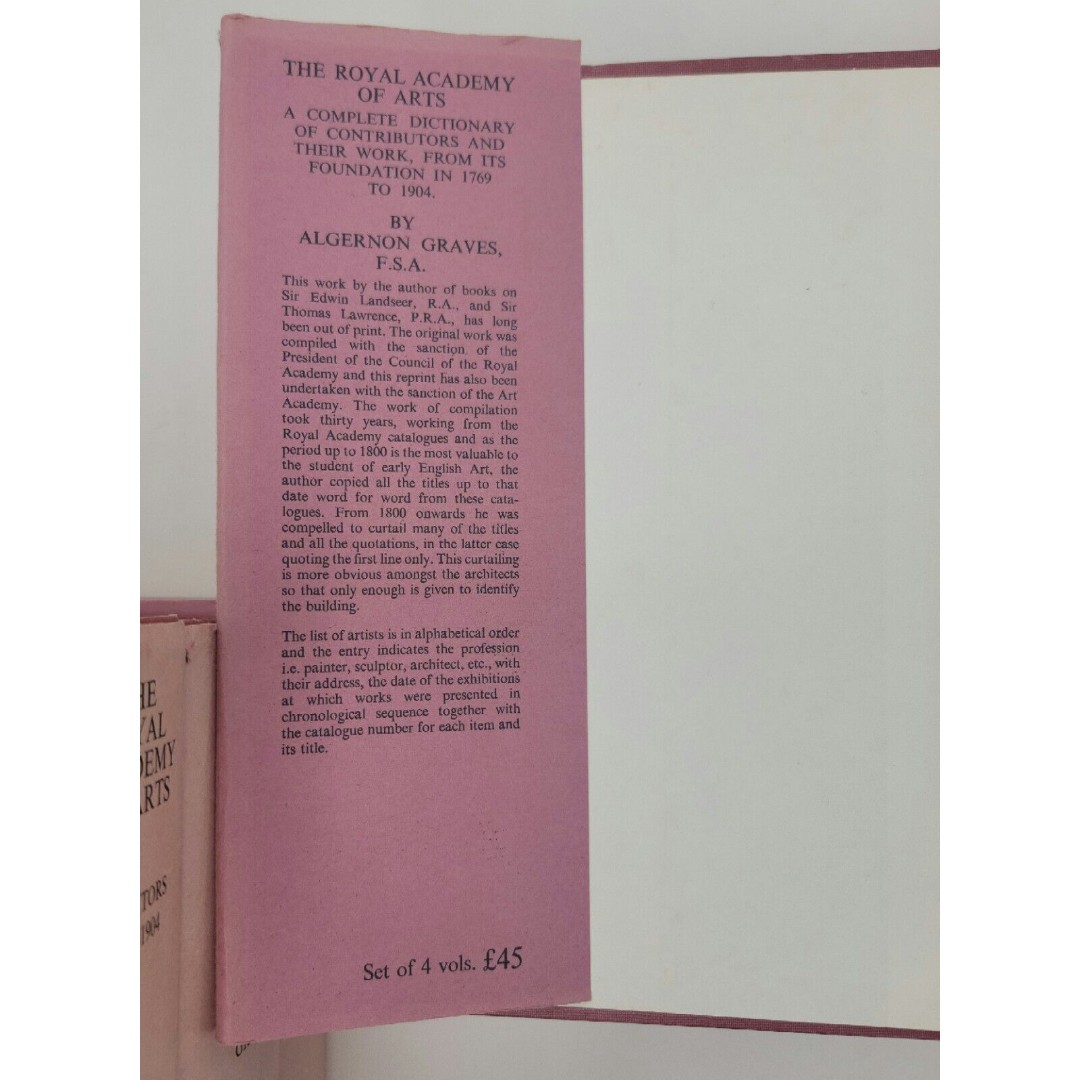 THE ROYAL ACADEMY
OF ARTS
A COMPLETE DICTIONARY
OF CONTRIBUTORS AND
THEIR WORK, FROM ITS
FOUNDATION IN 1769
TO 1904.
BY
ALGERNON GRAVES,
F.S.A.
This work by the author of books on
Sir Edwin Landseer, R.A., and Sir
Thomas Lawrence, P.R.A., has long
been out of print. The original work was
compiled with the sanction of the
President of the Council of the Royal
Academy and this reprint has also been
undertaken with the sanction of the Art
Academy. The work of compilation
took thirty years, working from the
Royal Academy catalogues and as the
period up to 1800 is the most valuable to
the student of early English Art, the
author copied all the titles up to that
date word for word from these cata-
logues. From 1800 onwards he was
compelled to curtail many of the titles
and all the quotations, in the latter case
quoting the first line only. This curtailing
is more obvious amongst the architects
so that only enough is given to identify
the building.
The list of artists is in alphabetical order
and the entry indicates the profession
i.e. painter, sculptor, architect, etc., with
their address, the date of the exhibitions
at which works were presented in
chronological sequence together with
the catalogue number for each item and
its title.
Set of 4 vols. £45
HE
YAL
DEMY
ARTS
TORS
1904